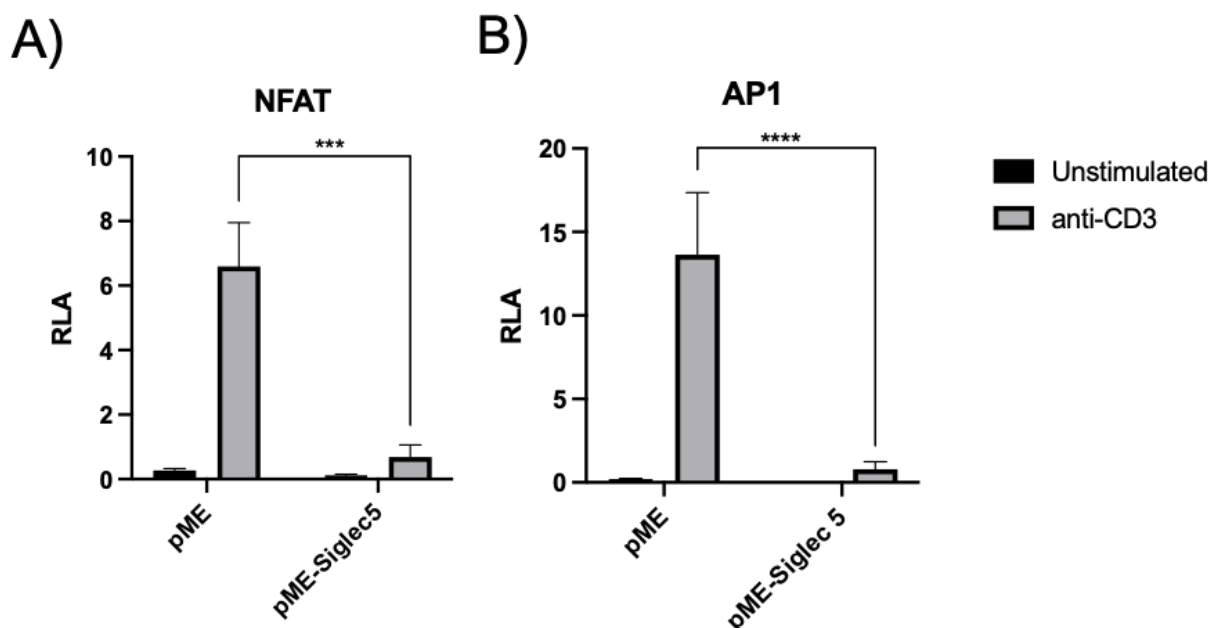 A)
NFAT
***
10
8
6
4
2
0
RLA
pME
pME-Siglec5
B)
AP1
****
20
15
10
5
0
RLA
pME
pME-Siglec 5
Unstimulated
anti-CD3